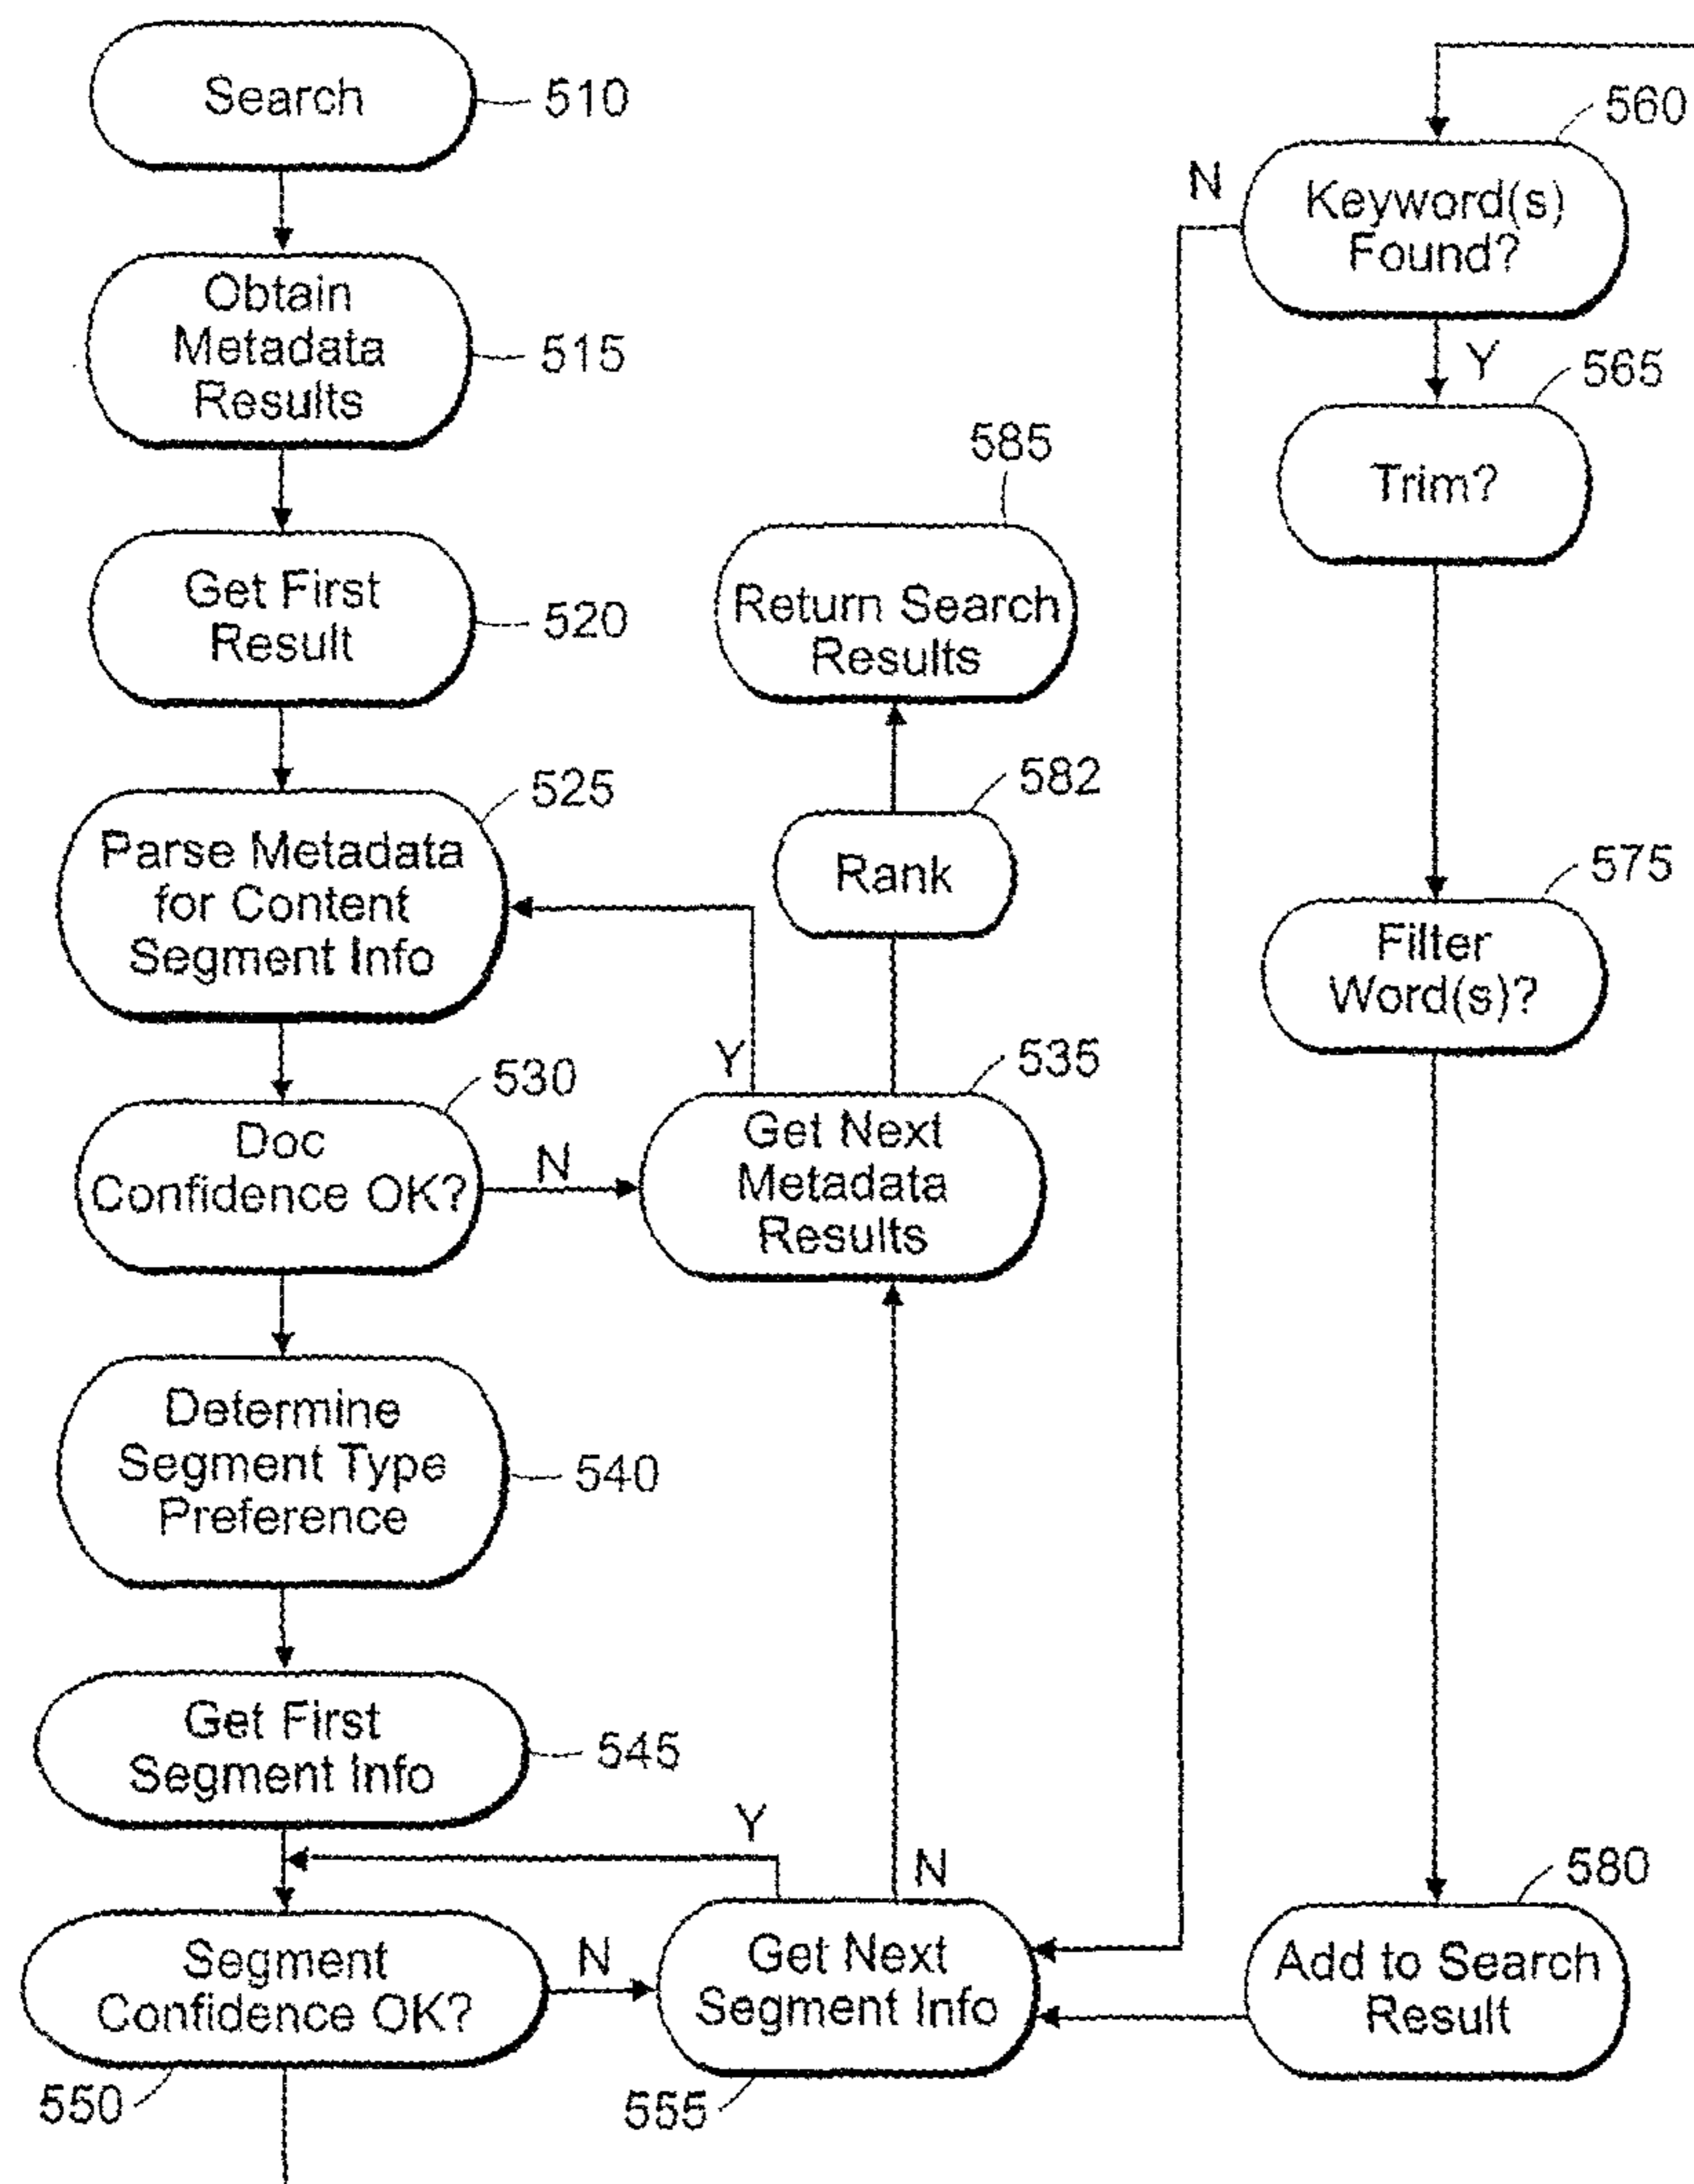 Search
510
Obtain
Metadata
Results
515
Get First
Result
520
Parse Metadata
for Content
Segment Info
525
Doc
Confidence OK?
530
N
Determine
Segment Type
Preference
540
Get First
Segment Info
545
Segment
Confidence OK?
550
N
585
Return Search
Results
582
Rank
Y
535
Get Next
Metadata
Results
Y
N
Get Next
Segment Info
555
560
N
Keyword(s)
Found?
Y
565
Trim?
575
Filter
Word(s)?
580
Add to Search
Result